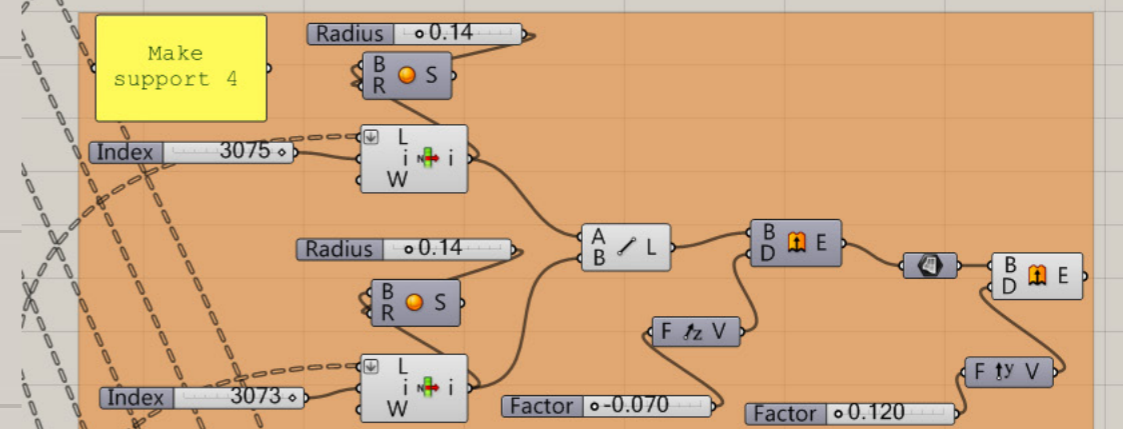 Make
support 4
Radius 0.14
B
R
S
Index 3075
L
i
W
i
Radius 0.14
B
R
S
A
B
L
B
D
E
B
D
E
F z V
Index 3073
L
i
W
i
Factor -0.070
F y V
Factor 0.120